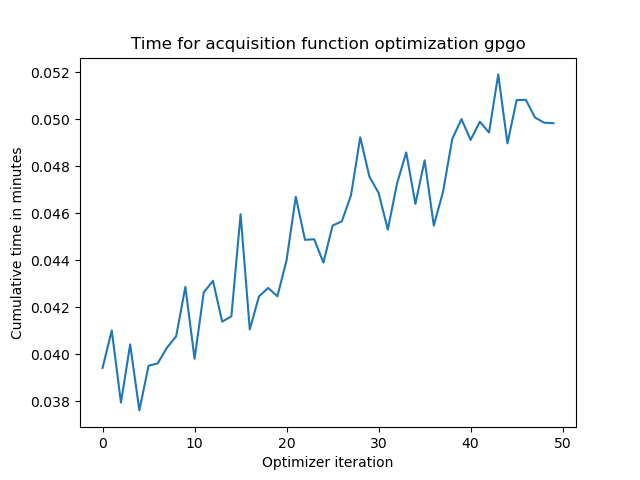 Time for acquisition function optimization gpgo
0.052
0.050
0.048
0.046
0.044
0.042
0.040
0.038
Cumulative time in minutes
0 10 20 30 40 50
Optimizer iteration